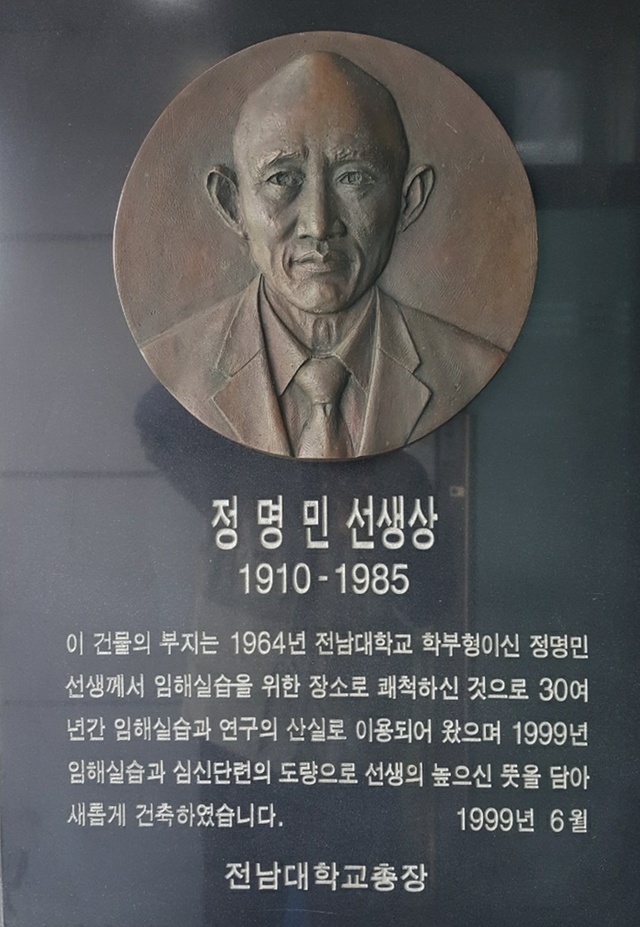 정명민 선생상
1910-1985
이 건물의 부지는 1964년 전남대학교 학부형이신 정명민
선생께서 임해실습을 위한 장소로 쾌척하신 것으로 30여
년간 임해실습과 연구의 산실로 이용되어 왔으며 1999년
임해실습과 심신단련의 도량으로 선생의 높으신 뜻을 담아
새롭게 건축하였습니다. 1999년 6월
전남대학교총장